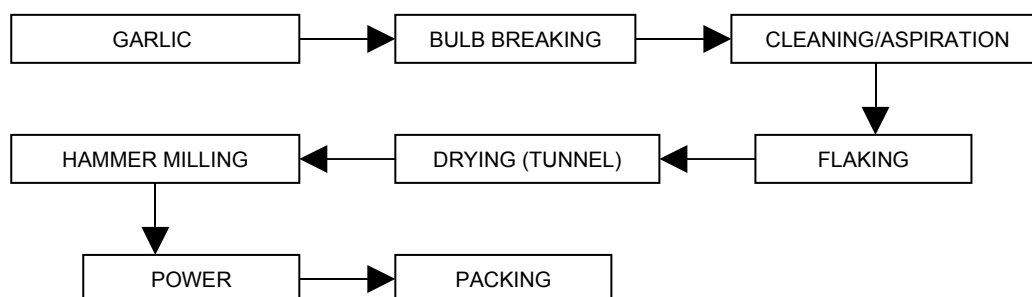 GARLIC
BULB BREAKING
CLEANING/ASPIRATION
HAMMER MILLING
DRYING (TUNNEL)
FLAKING
POWER
PACKING